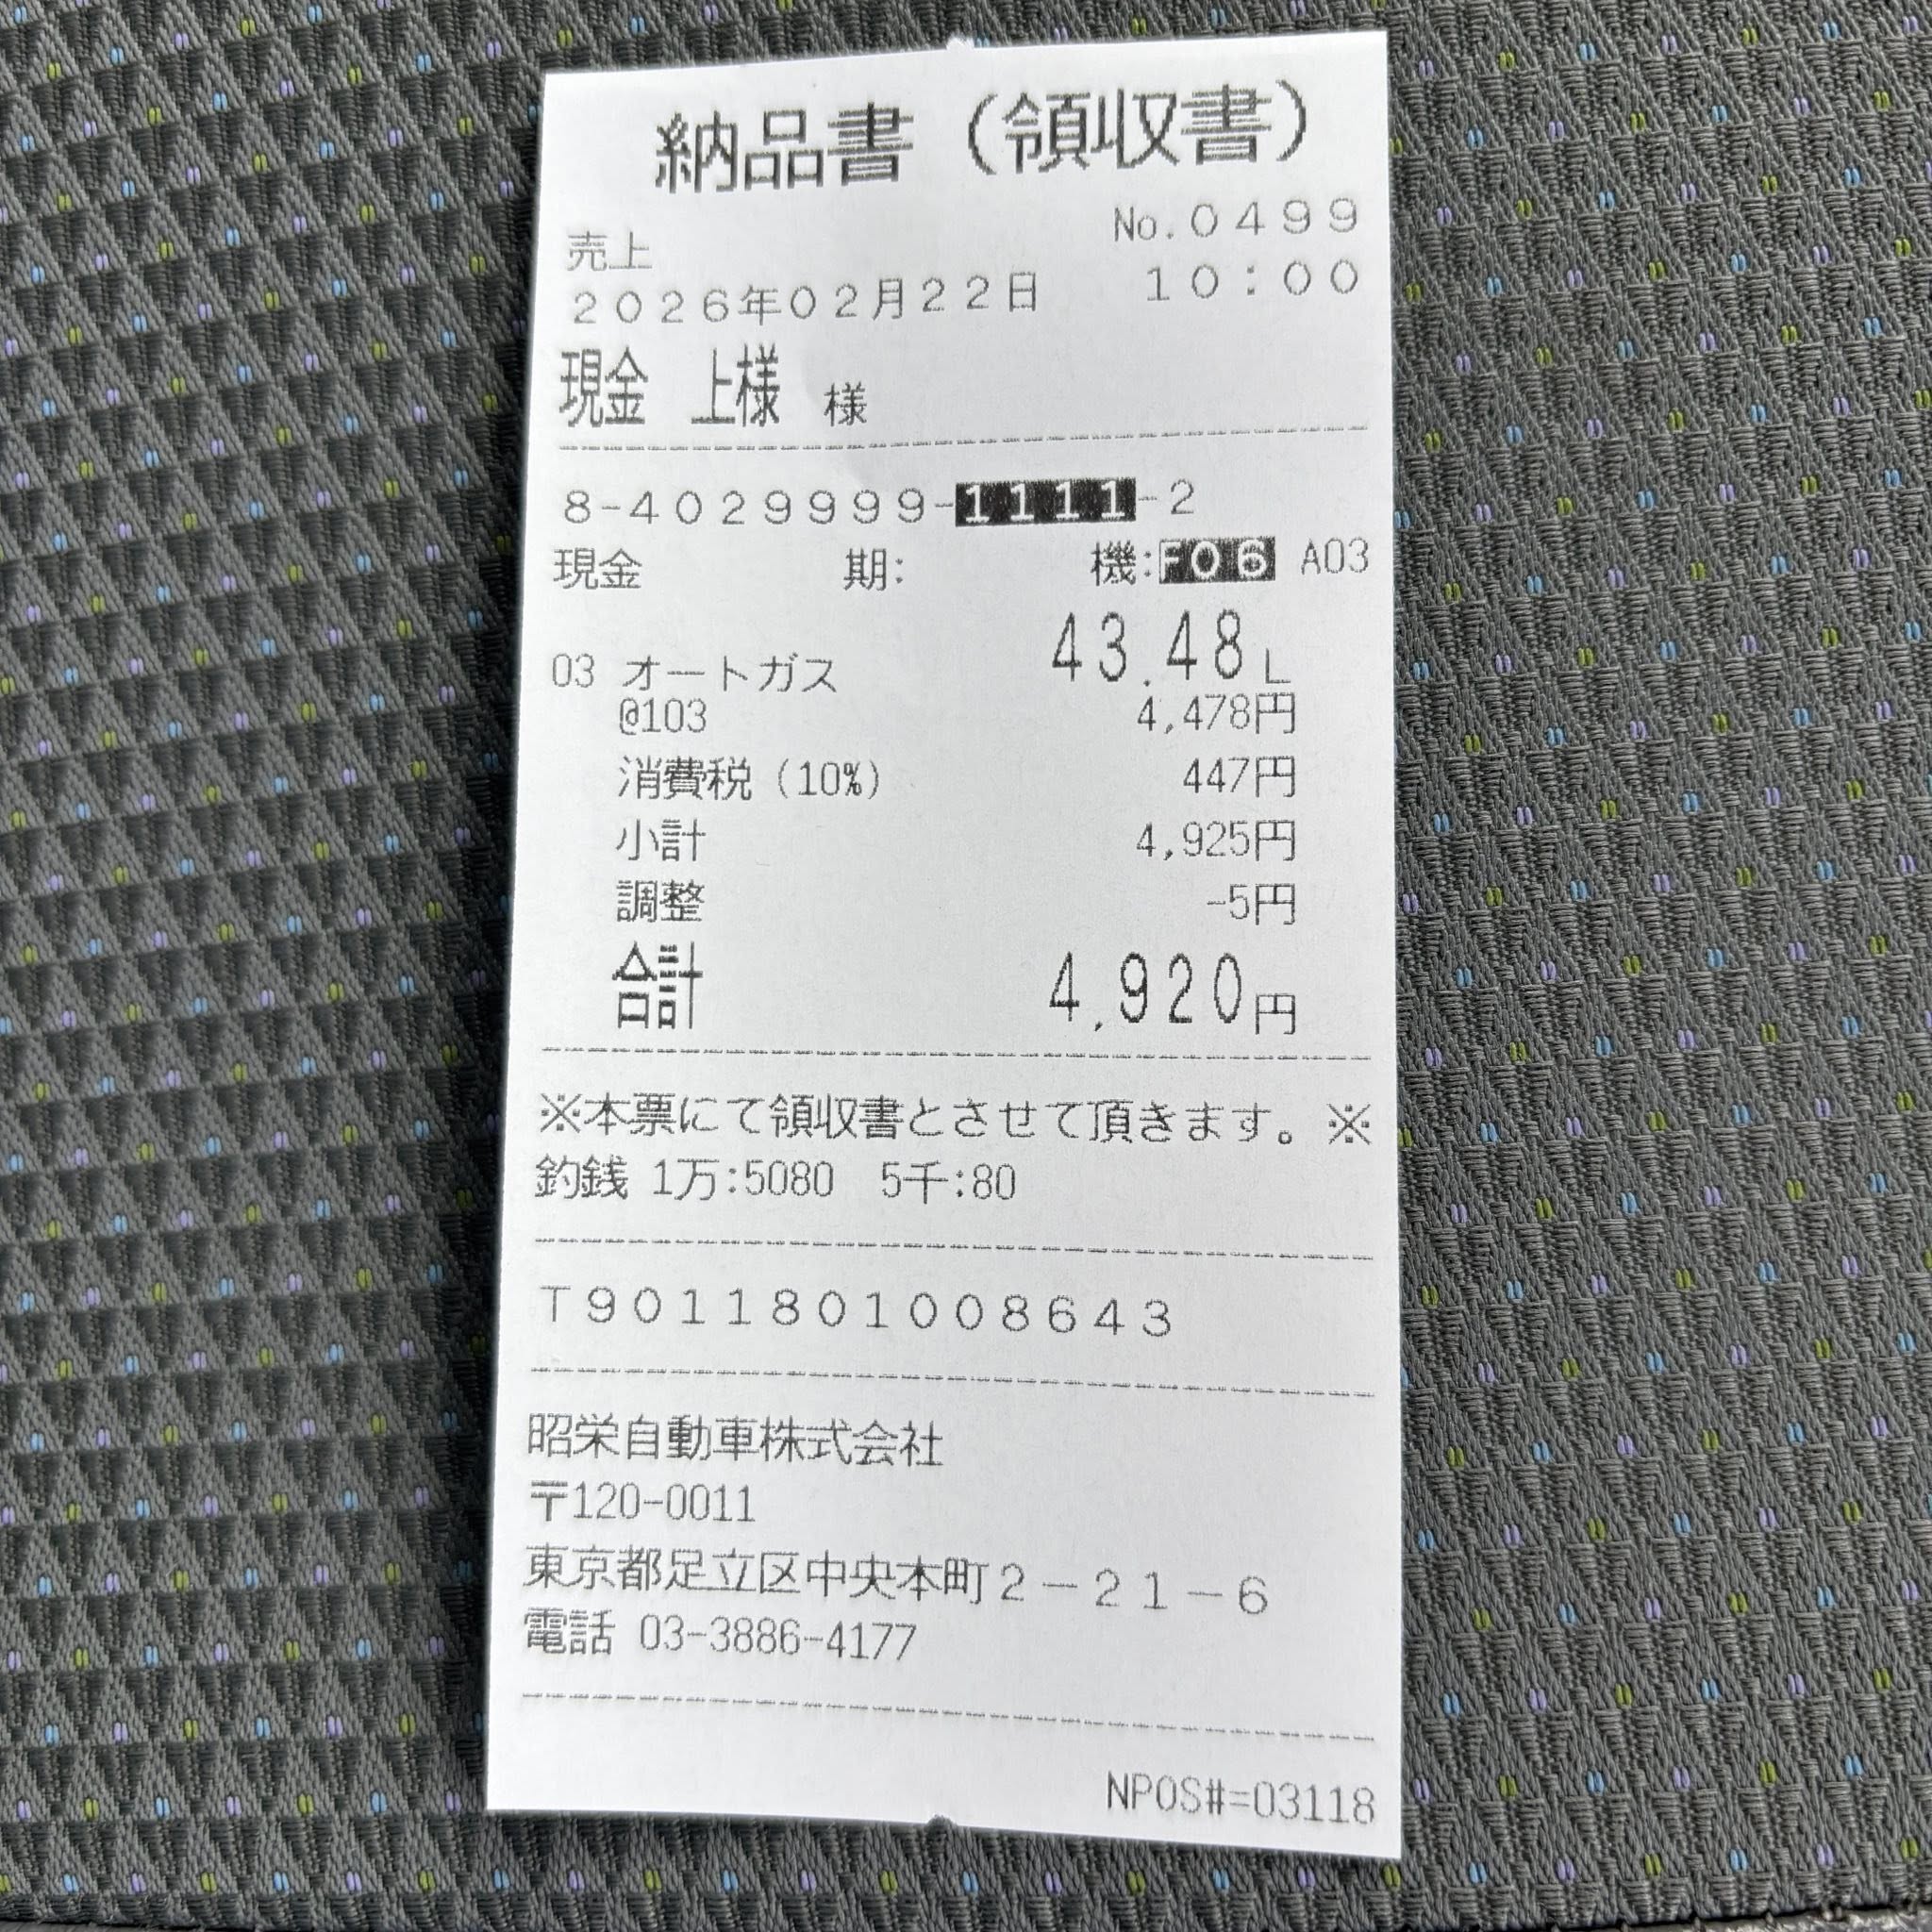 納品書（領収書）
No.0499
売上
2026年02月22日 10:00
現金 上様 様
8-4029999-1111-2
現金 期: 機:F06 A03
03 オートガス 43.48L
@103 4,478円
消費税（10%） 447円
小計 4,925円
調整 -5円
合計 4,920円
※本票にて領収書とさせて頂きます。※
釣銭 1万:5080 5千:80
T9011801008643
昭栄自動車株式会社
〒120-0011
東京都足立区中央本町2－21－6
電話 03-3886-4177
NPOS#=03118